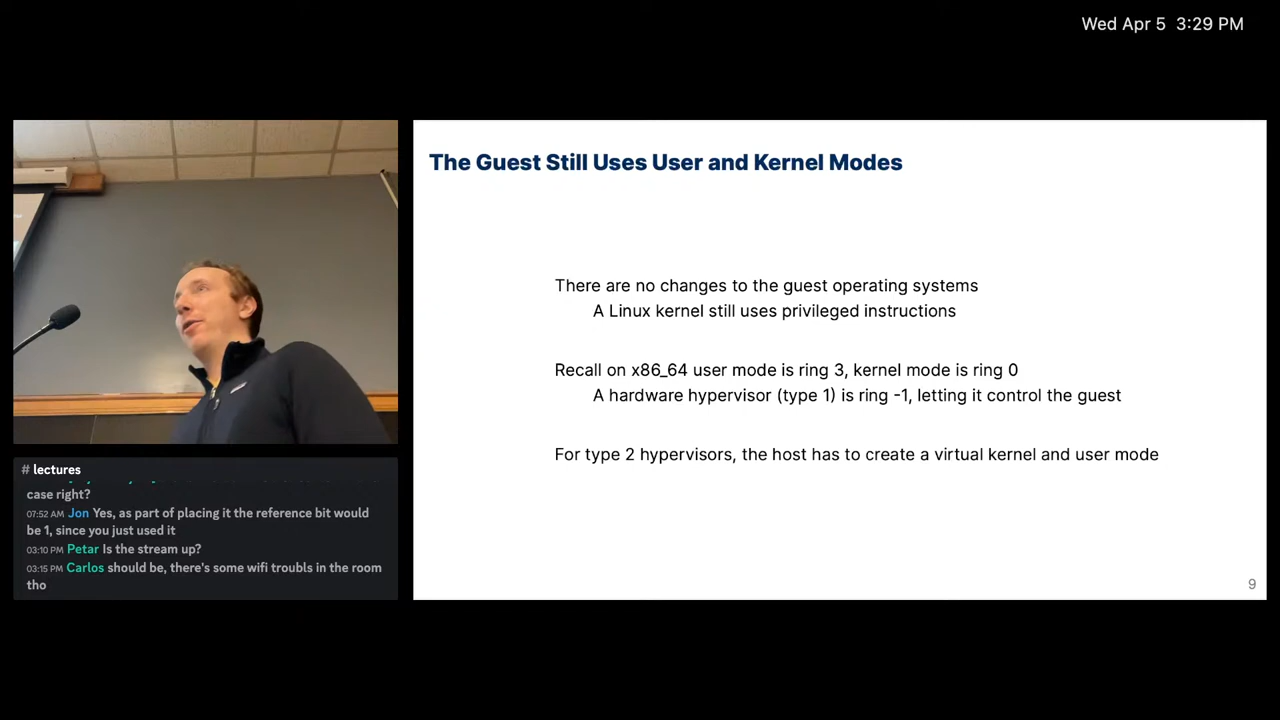 Wed Apr 5 3:29 PM
# lectures
case right?
07:52 AM Jon Yes, as part of placing it the reference bit would
be 1, since you just used it
03:10 PM Petar Is the stream up?
03:15 PM Carlos should be, there's some wifi troubls in the room
tho
The Guest Still Uses User and Kernel Modes
There are no changes to the guest operating systems
A Linux kernel still uses privileged instructions
Recall on x86_64 user mode is ring 3, kernel mode is ring 0
A hardware hypervisor (type 1) is ring -1, letting it control the guest
For type 2 hypervisors, the host has to create a virtual kernel and user mode
9